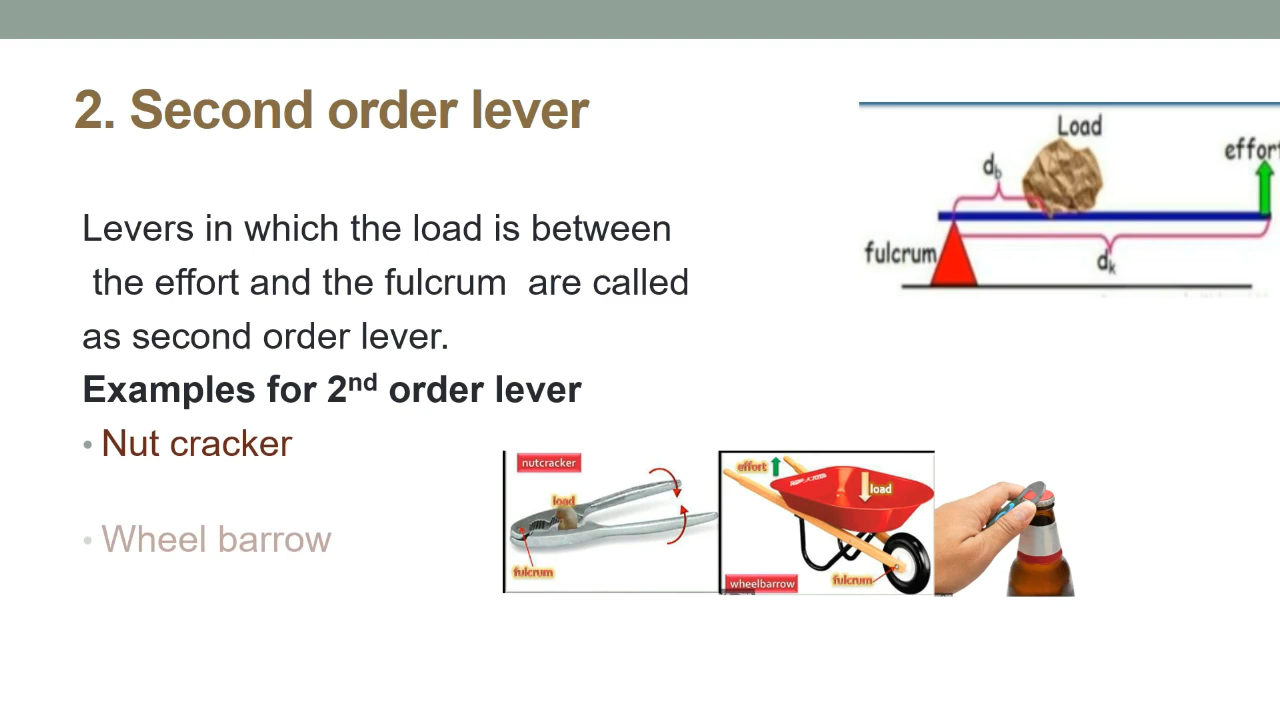 2. Second order lever
Load
effort
d_b
fulcrum
d_k
Levers in which the load is between
the effort and the fulcrum are called
as second order lever.
Examples for 2nd order lever
• Nut cracker
• Wheel barrow
nutcracker
load
fulcrum
effort
load
wheelbarrow
fulcrum